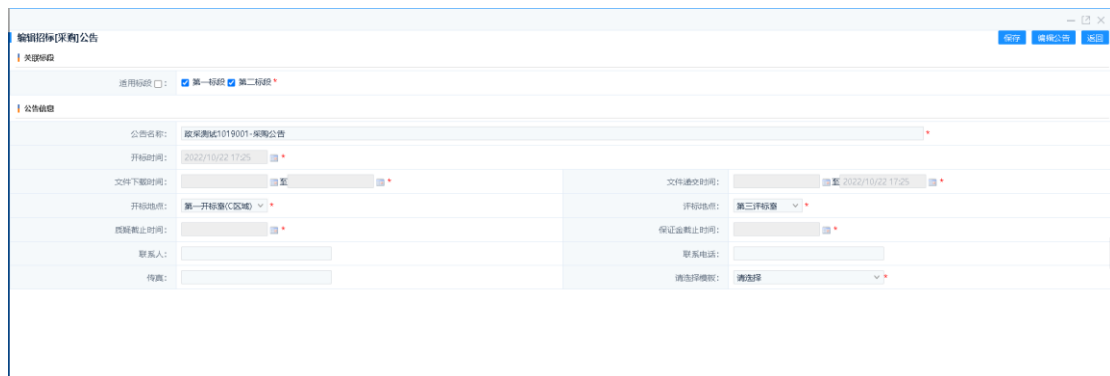 编辑招标[采购]公告
保存 编辑公告 返回
关联标段
适用标段 : 第一标段 第二标段 *
公告信息
公告名称: 政采测试1019001-采购公告 *
开标时间: 2022/10/22 17:25 *
文件下载时间: 至 * 文件递交时间: 至 2022/10/22 17:25 *
开标地点: 第一开标室(C区域) * 评标地点: 第三评标室 *
质疑截止时间: * 保证金截止时间: *
联系人: 联系电话:
传真: 请选择模板: 请选择 *